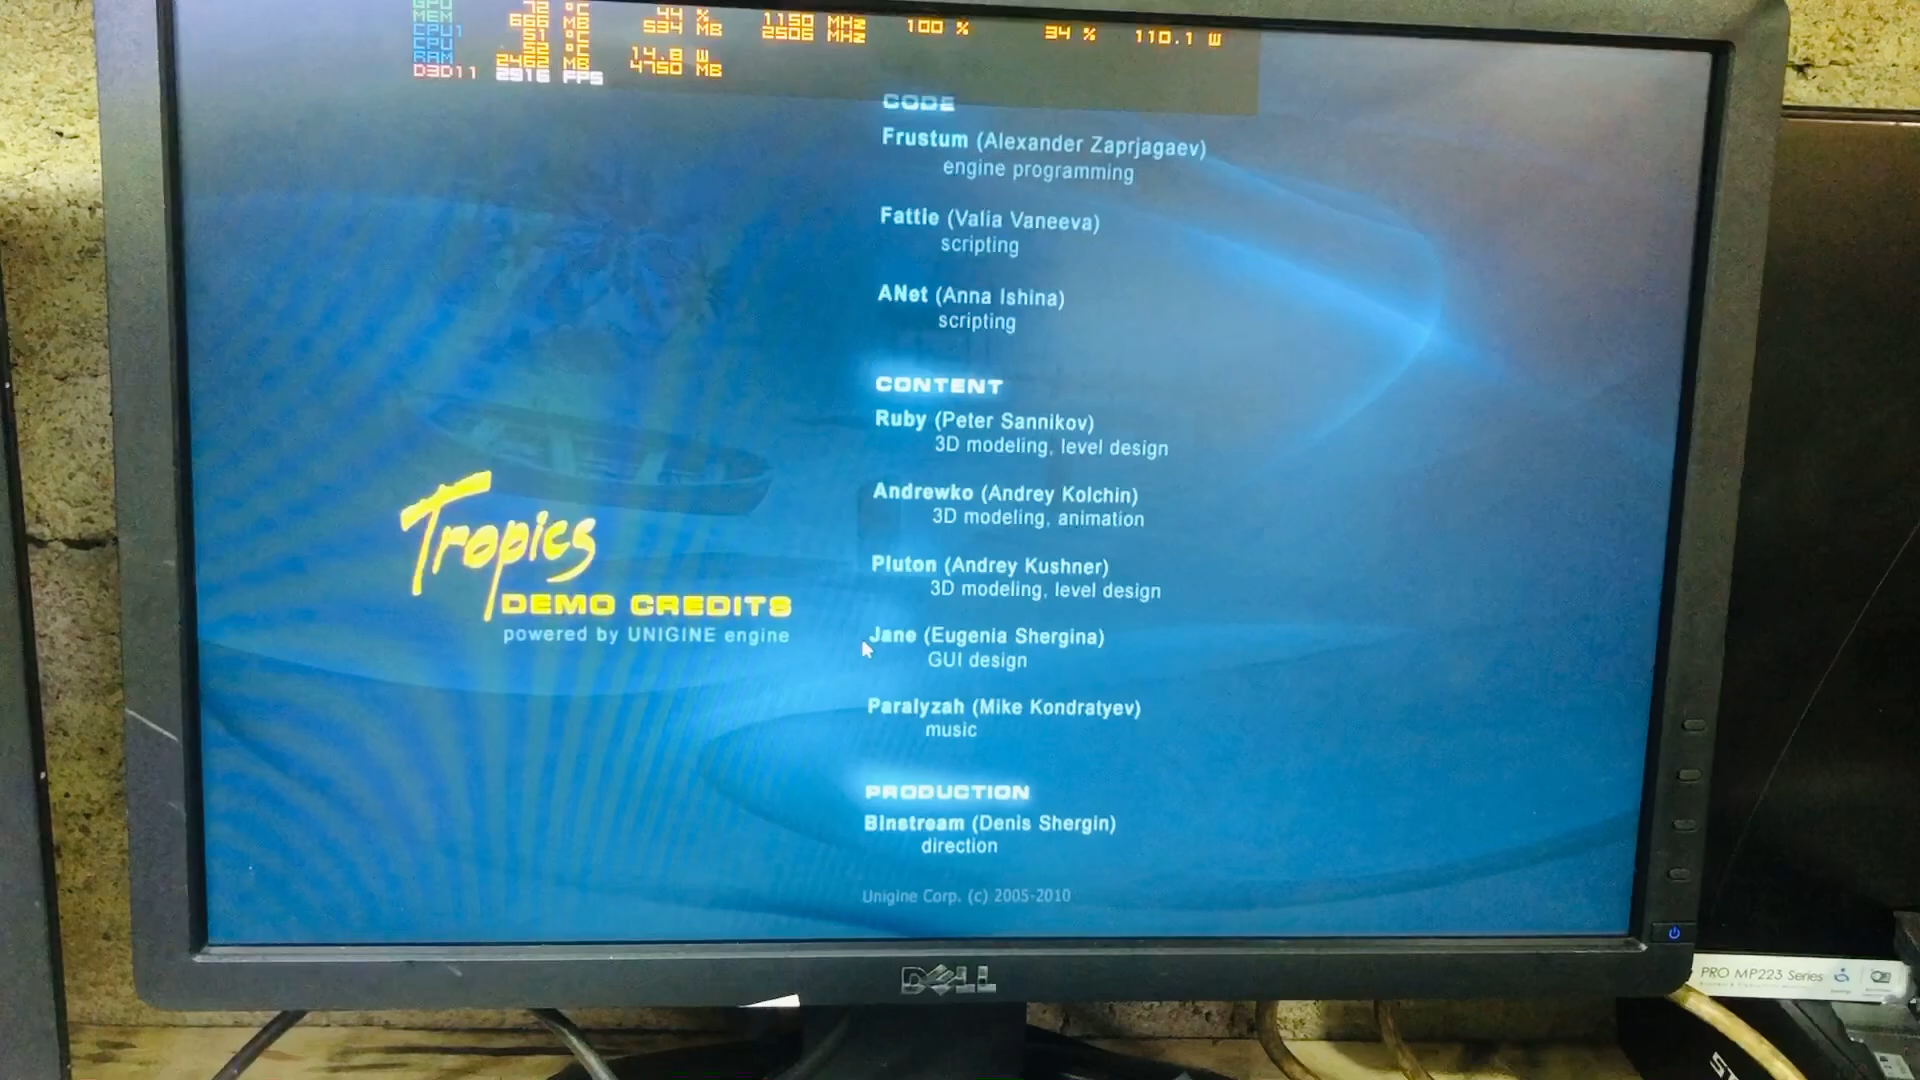 GPU 72 °C 44 % 1150 MHz 100 % 34 % 110.1 W
MEM 666 MB 534 MB 2506 MHz
CPU1 51 °C
CPU 52 °C 14.8 W
RAM 2462 MB 4750 MB
D3D11 2916 FPS
CODE
Frustum (Alexander Zaprjagaev)
engine programming
Fattie (Valia Vaneeva)
scripting
ANet (Anna Ishina)
scripting
CONTENT
Ruby (Peter Sannikov)
3D modeling, level design
Andrewko (Andrey Kolchin)
3D modeling, animation
Pluton (Andrey Kushner)
3D modeling, level design
Jane (Eugenia Shergina)
GUI design
Paralyzah (Mike Kondratyev)
music
PRODUCTION
Binstream (Denis Shergin)
direction
Unigine Corp. (c) 2005-2010
Tropics
DEMO CREDITS
powered by UNIGINE engine
DELL
PRO MP223 Series